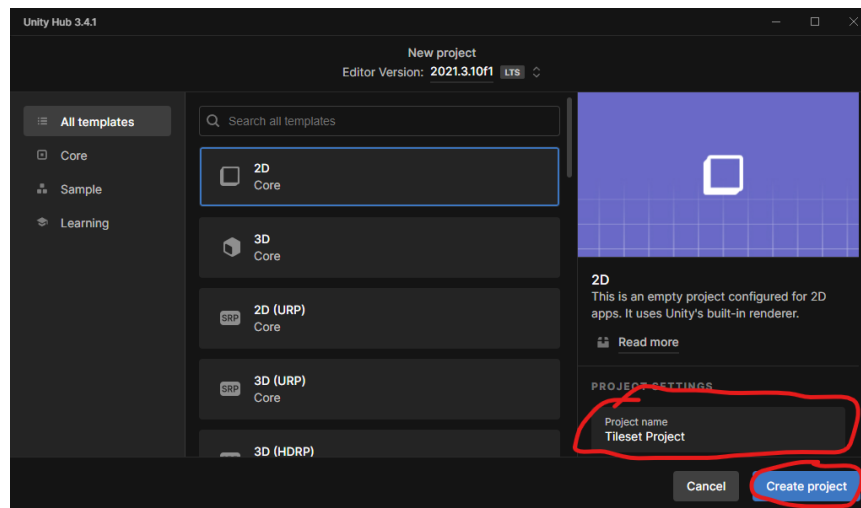 Unity Hub 3.4.1
New project
Editor Version: 2021.3.10f1 LTS
All templates
Core
Sample
Learning
Search all templates
2D
Core
3D
Core
SRP
2D (URP)
Core
SRP
3D (URP)
Core
3D (HDRP)
2D
This is an empty project configured for 2D
apps. It uses Unity's built-in renderer.
Read more
PROJECT SETTINGS
Project name
Tileset Project
Cancel
Create project